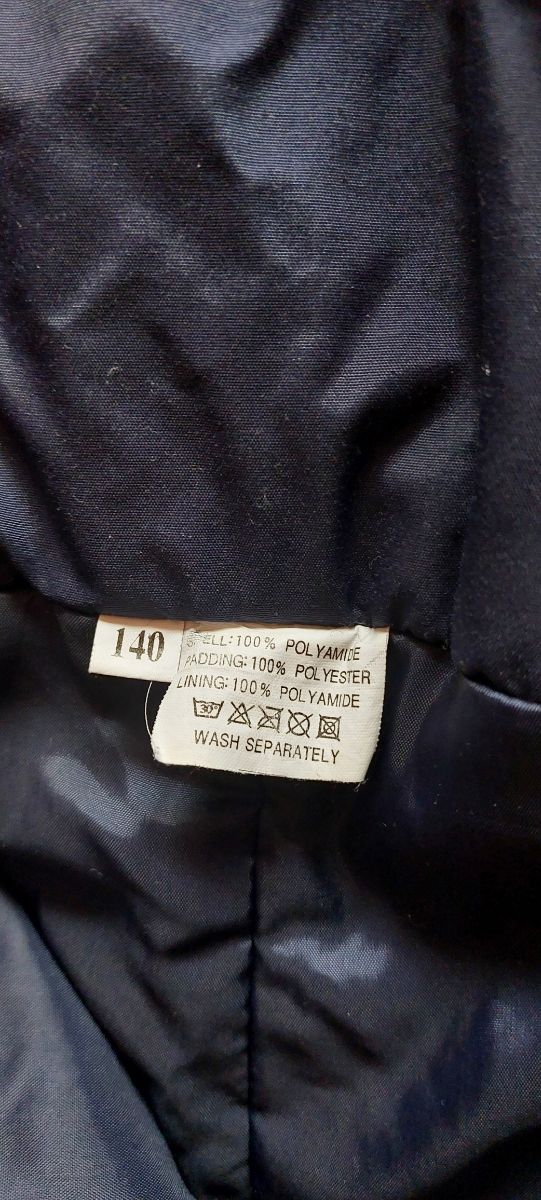 140
SHELL:100% POLYAMIDE
PADDING:100% POLYESTER
LINING:100% POLYAMIDE
30°
WASH SEPARATELY